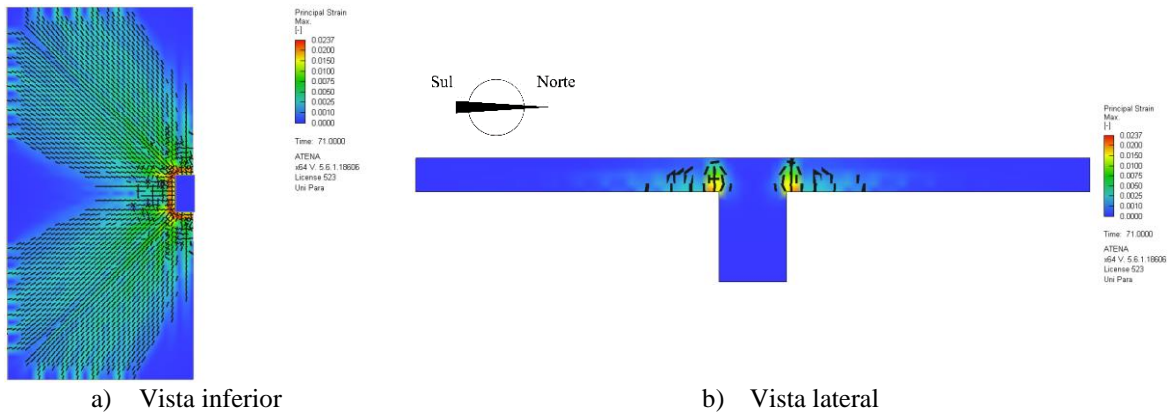 Principal Strain
Max.
[-]
0.0237
0.0200
0.0150
0.0075
0.0050
0.0025
0.0010
0.0000
Time: 71.0000
ATENA
x64 V. 5.6.1.18606
License 523
Uni Para
Sul
Norte
Principal Strain
Max.
[-]
0.0237
0.0200
0.0150
0.0100
0.0075
0.0050
0.0025
0.0010
0.0000
Time: 71.0000
ATENA
x64 V. 5.6.1.18606
License 523
Uni Para
a) Vista inferior
b) Vista lateral